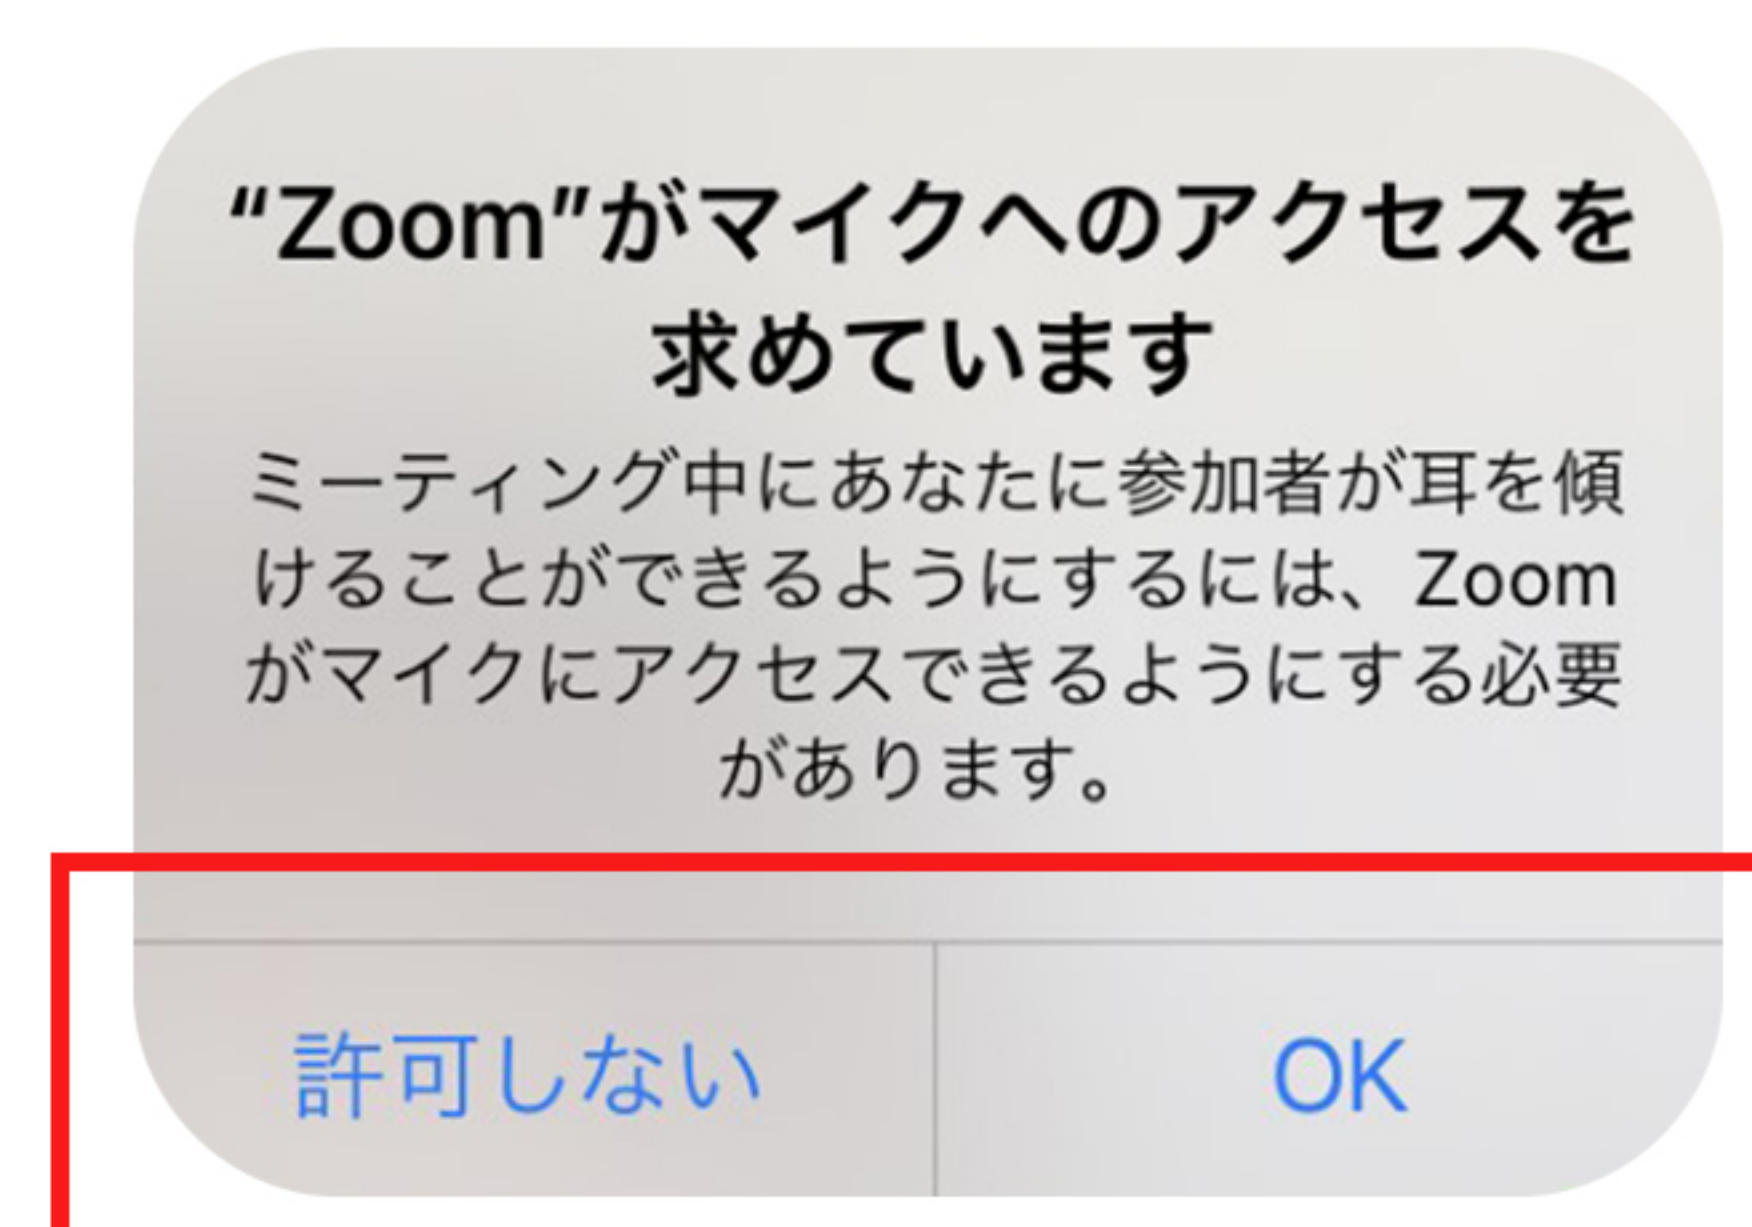 “Zoom”がマイクへのアクセスを
求めています
ミーティング中にあなたに参加者が耳を傾
けることができるようにするには、Zoom
がマイクにアクセスできるようにする必要
があります。
許可しない
OK